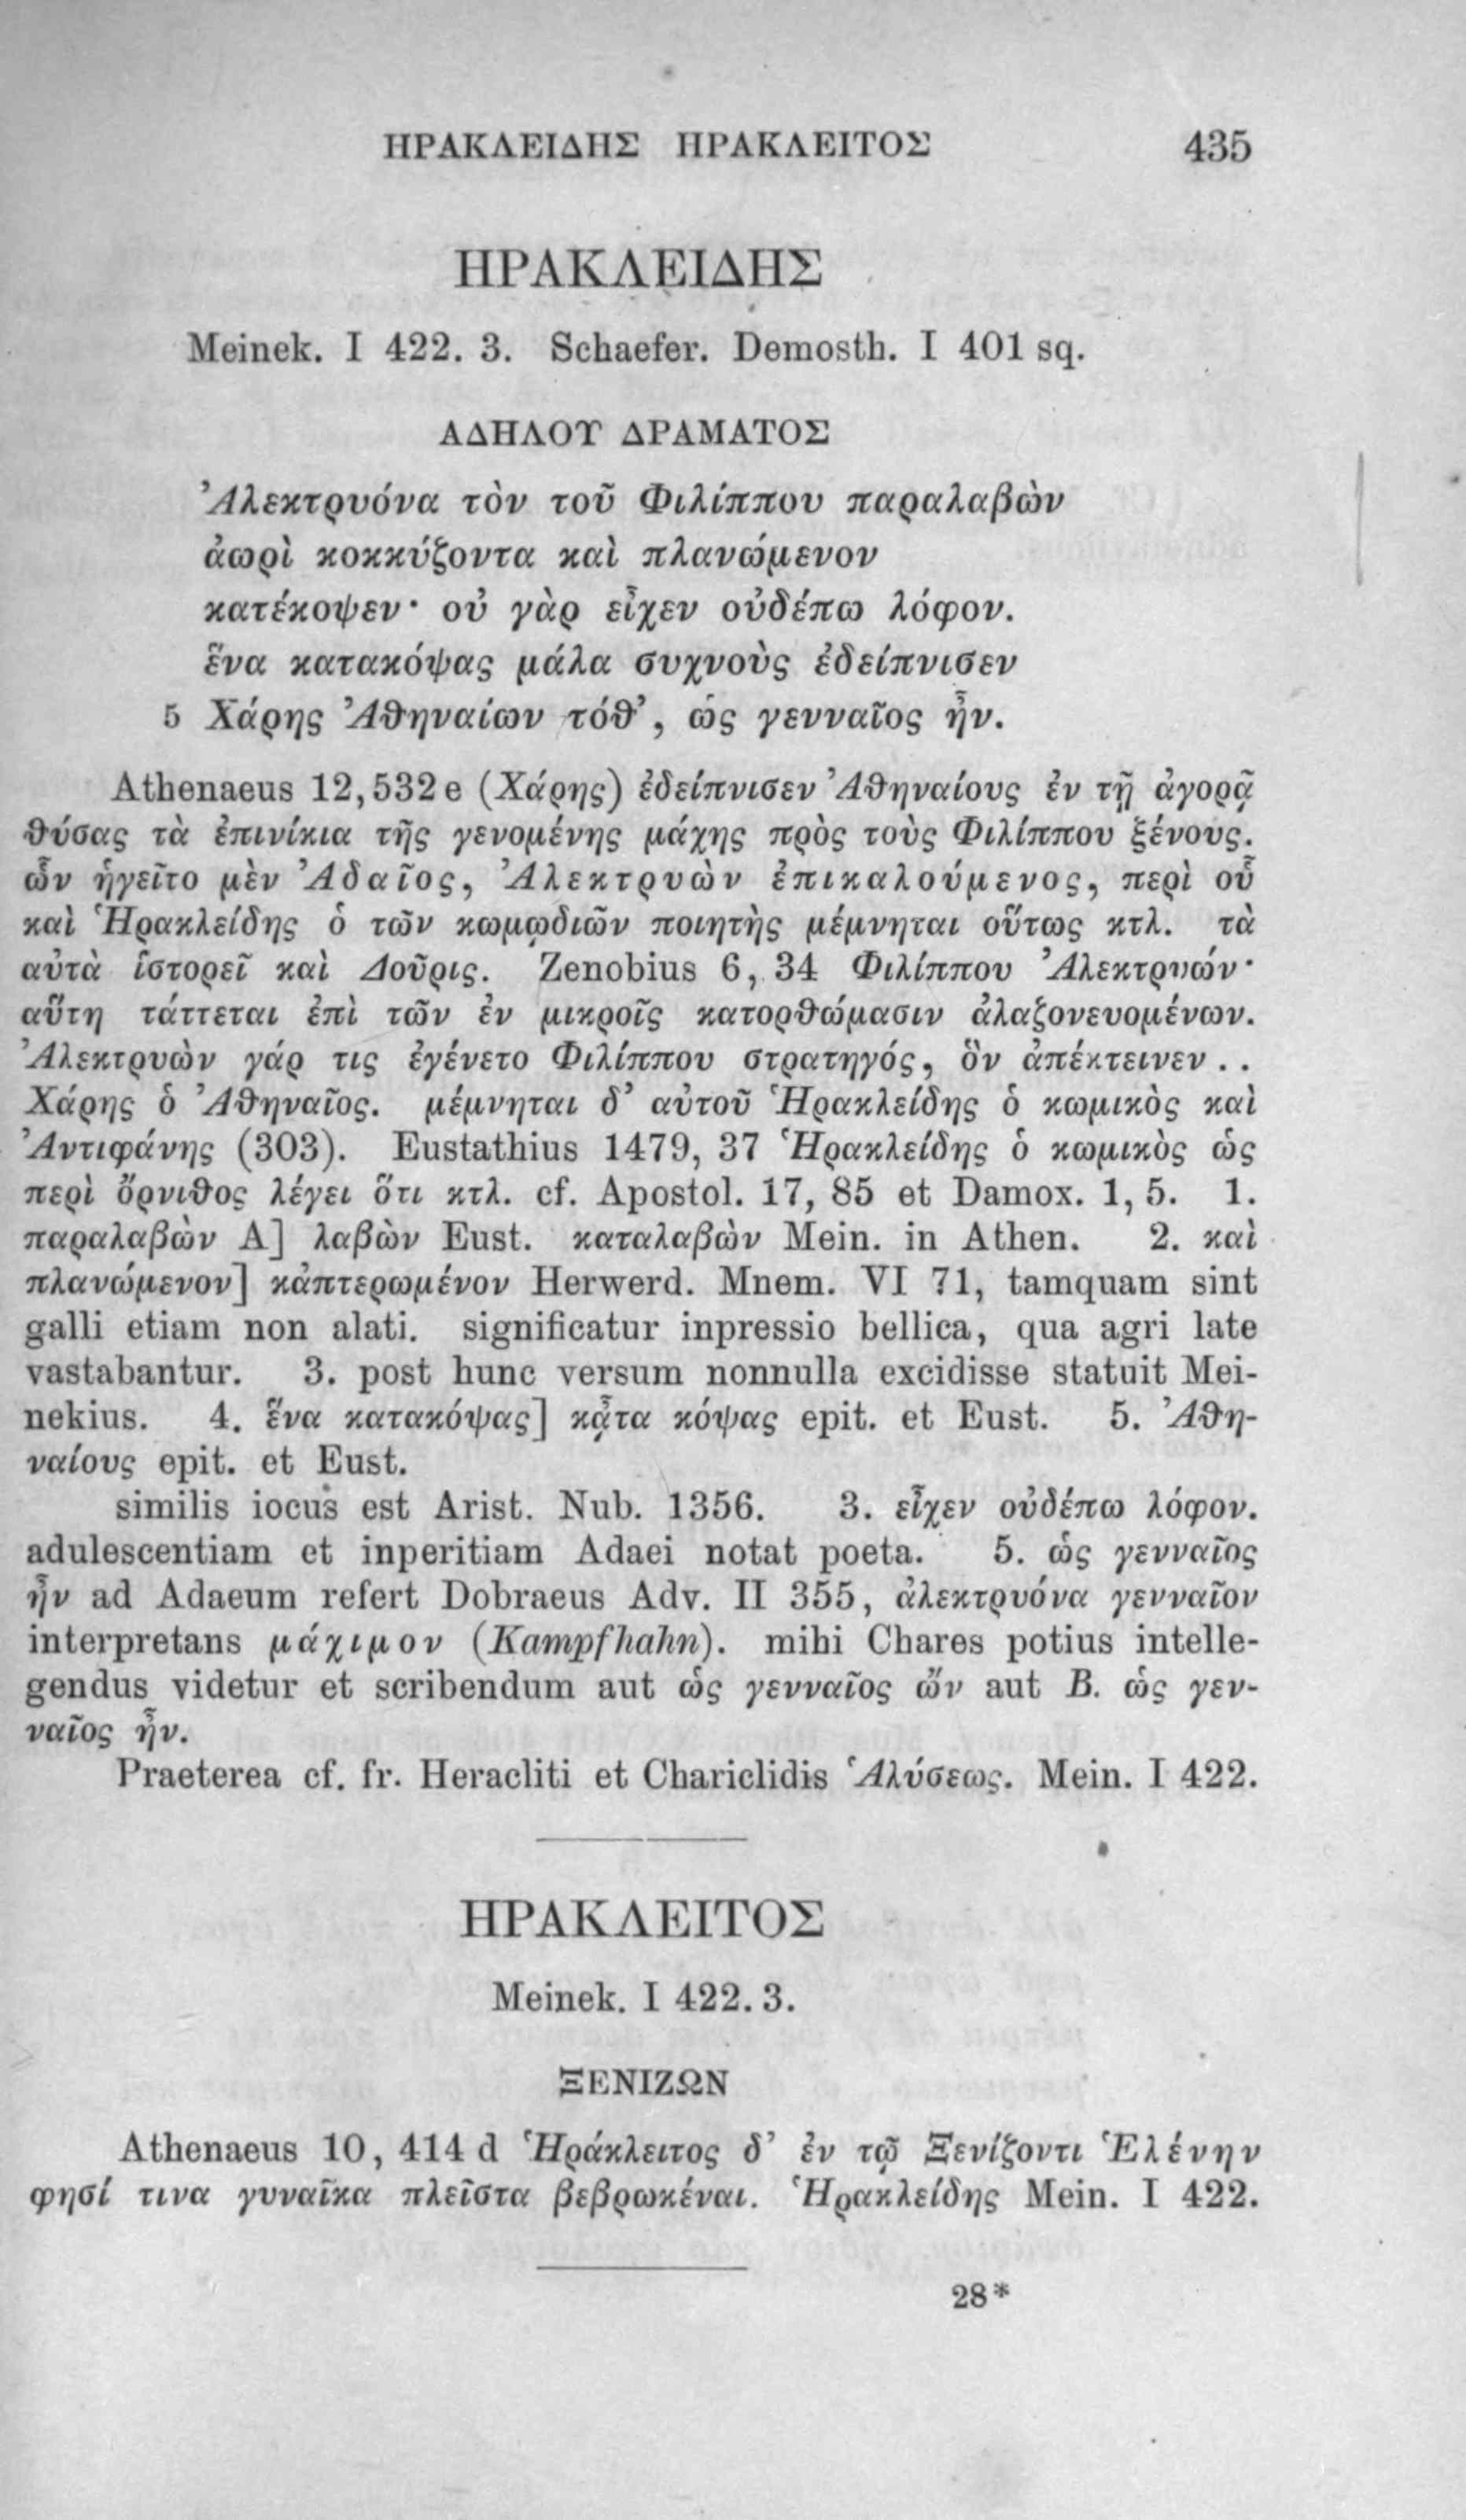 ΗΡΑΚΛΕΙΔΗΣ ΗΡΑΚΛΕΙΤΟΣ 435
ΗΡΑΚΛΕΙΔΗΣ
Meinek. I 422. 3. Schaefer. Demosth. I 401 sq.
ΑΔΗΛΟΥ ΔΡΑΜΑΤΟΣ
Ἀλεκτρυόνα τὸν τοῦ Φιλίππου παραλαβὼν
ἀωρὶ κοκκύζοντα καὶ πλανώμενον
κατέκοψεν· οὐ γὰρ εἶχεν οὐδέπω λόφον.
ἕνα κατακόψας μάλα συχνοὺς ἐδείπνισεν
5 Χάρης Ἀθηναίων τόθ’, ὡς γενναῖος ἦν.
Athenaeus 12, 532 e (Χάρης) ἐδείπνισεν Ἀθηναίους ἐν τῇ ἀγορᾷ
θύσας τὰ ἐπινίκια τῆς γενομένης μάχης πρὸς τοὺς Φιλίππου ξένους.
ὧν ἡγεῖτο μὲν Ἀδαῖος, Ἀλεκτρυὼν ἐπικαλούμενος, περὶ οὗ
καὶ Ἡρακλείδης ὁ τῶν κωμῳδιῶν ποιητὴς μέμνηται οὕτως κτλ. τὰ
αὐτὰ ἱστορεῖ καὶ Δοῦρις. Zenobius 6, 34 Φιλίππου Ἀλεκτρυών·
αὕτη τάττεται ἐπὶ τῶν ἐν μικροῖς κατορθώμασιν ἀλαζονευομένων.
Ἀλεκτρυὼν γάρ τις ἐγένετο Φιλίππου στρατηγός, ὃν ἀπέκτεινεν . .
Χάρης ὁ Ἀθηναῖος. μέμνηται δ’ αὐτοῦ Ἡρακλείδης ὁ κωμικὸς καὶ
Ἀντιφάνης (303). Eustathius 1479, 37 Ἡρακλείδης ὁ κωμικὸς ὡς
περὶ ὄρνιθος λέγει ὅτι κτλ. cf. Apostol. 17, 85 et Damox. 1, 5. 1.
παραλαβὼν A] λαβὼν Eust. καταλαβὼν Mein. in Athen. 2. καὶ
πλανώμενον] κἀπτερωμένον Herwerd. Mnem. VI 71, tamquam sint
galli etiam non alati. significatur inpressio bellica, qua agri late
vastabantur. 3. post hunc versum nonnulla excidisse statuit Mei-
nekius. 4. ἕνα κατακόψας] κᾆτα κόψας epit. et Eust. 5. Ἀθη-
ναίους epit. et Eust.
similis iocus est Arist. Nub. 1356. 3. εἶχεν οὐδέπω λόφον.
adulescentiam et inperitiam Adaei notat poeta. 5. ὡς γενναῖος
ἦν ad Adaeum refert Dobraeus Adv. II 355, ἀλεκτρυόνα γενναῖον
interpretans μάχιμον (Kampfhahn). mihi Chares potius intelle-
gendus videtur et scribendum aut ὡς γενναῖος ὤν aut B. ὡς γεν-
ναῖος ἦν.
Praeterea cf. fr. Heracliti et Chariclidis Ἁλύσεως. Mein. I 422.
ΗΡΑΚΛΕΙΤΟΣ
Meinek. I 422. 3.
ΞΕΝΙΖΩΝ
Athenaeus 10, 414 d Ἡράκλειτος δ’ ἐν τῷ Ξενίζοντι Ἑλένην
φησί τινα γυναῖκα πλεῖστα βεβρωκέναι. Ἡρακλείδης Mein. I 422.
28*